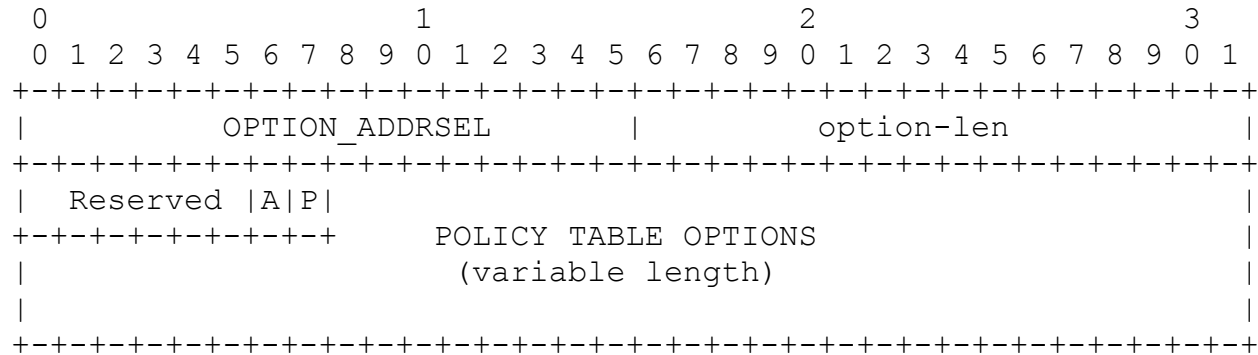 0                   1                   2                   3
 0 1 2 3 4 5 6 7 8 9 0 1 2 3 4 5 6 7 8 9 0 1 2 3 4 5 6 7 8 9 0 1
+-+-+-+-+-+-+-+-+-+-+-+-+-+-+-+-+-+-+-+-+-+-+-+-+-+-+-+-+-+-+-+-+
|          OPTION_ADDRSEL       |         option-len            |
+-+-+-+-+-+-+-+-+-+-+-+-+-+-+-+-+-+-+-+-+-+-+-+-+-+-+-+-+-+-+-+-+
|  Reserved |A|P|                                               |
+-+-+-+-+-+-+-+-+     POLICY TABLE OPTIONS                      |
|                      (variable length)                        |
|                                                               |
+-+-+-+-+-+-+-+-+-+-+-+-+-+-+-+-+-+-+-+-+-+-+-+-+-+-+-+-+-+-+-+-+